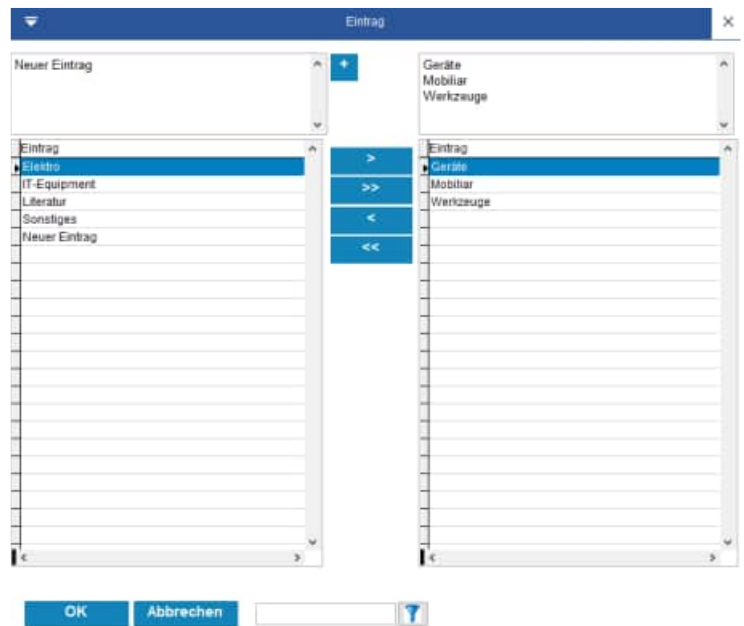 Eintrag
Neuer Eintrag
+
Geräte
Mobiliar
Werkzeuge
Eintrag
Elektro
IT-Equipment
Literatur
Sonstiges
Neuer Eintrag
>
>>
<
<<
Eintrag
Geräte
Mobiliar
Werkzeuge
OK
Abbrechen